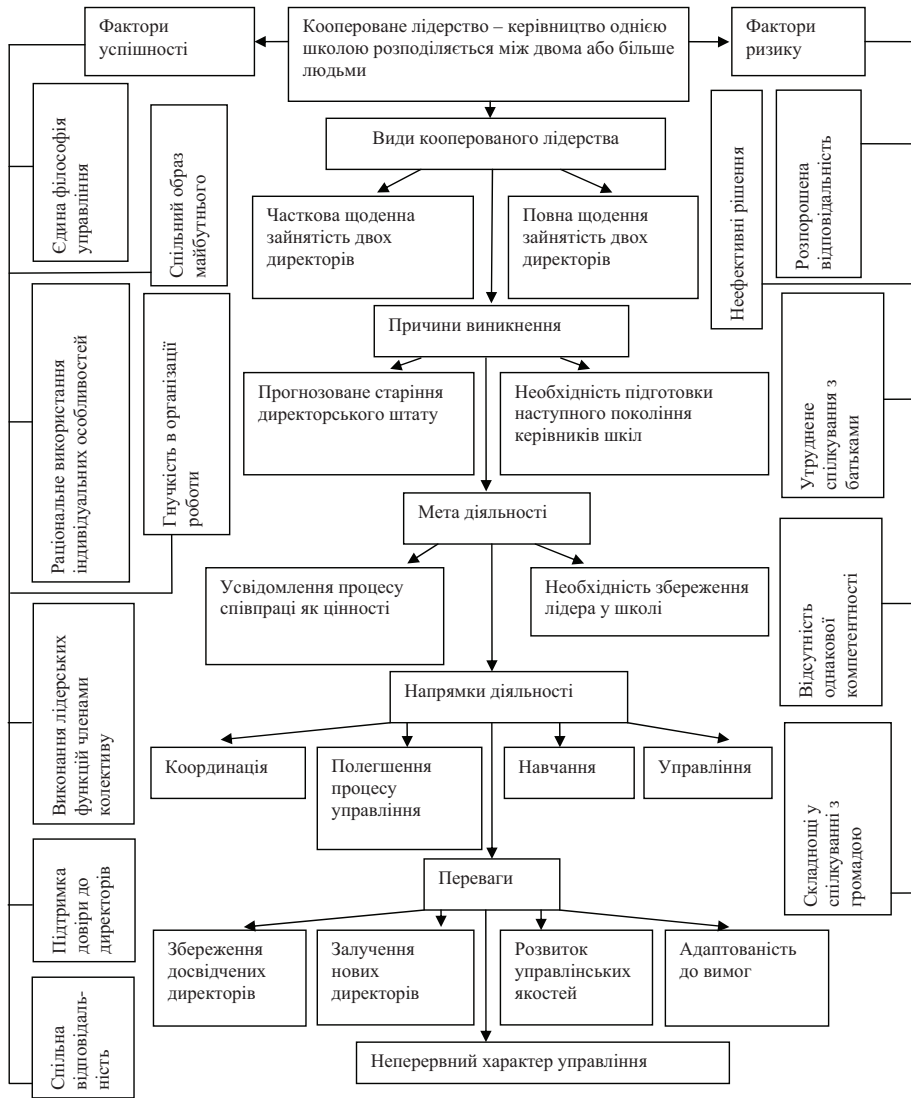 Фактори
успішності
Кооперoване лідерство – керівництво однією
школою розподіляється між двома або більше
людьми
Фактори
ризику
Види кооперованого лідерства
Часткова щоденна
зайнятість двох
директорів
Повна щодення
зайнятість двох
директорів
Причини виникнення
Прогнозоване старіння
директорського штату
Необхідність підготовки
наступного покоління
керівників шкіл
Мета діяльності
Усвідомлення процесу
співпраці як цінності
Необхідність збереження
лідера у школі
Напрямки діяльності
Координація
Полегшення
процесу
управління
Навчання
Управління
Переваги
Збереження
досвідчених
директорів
Залучення
нових
директорів
Розвиток
управлінських
якостей
Адаптованість
до вимог
Неперервний характер управління
Єдина філософія
управління
Спільний образ
майбутнього
Раціональне використання
індивідуальних особливостей
Гнучкість в організації
роботи
Виконання лідерських
функцій членами
колективу
Підтримка
довіри до
директорів
Спільна
відповідаль-
ність
Неефективні рішення
Розпорошена
відповідальність
Утруднене
спілкування з
батьками
Відсутність
однакової
компетентності
Складнощі у
спілкуванні з
громадою